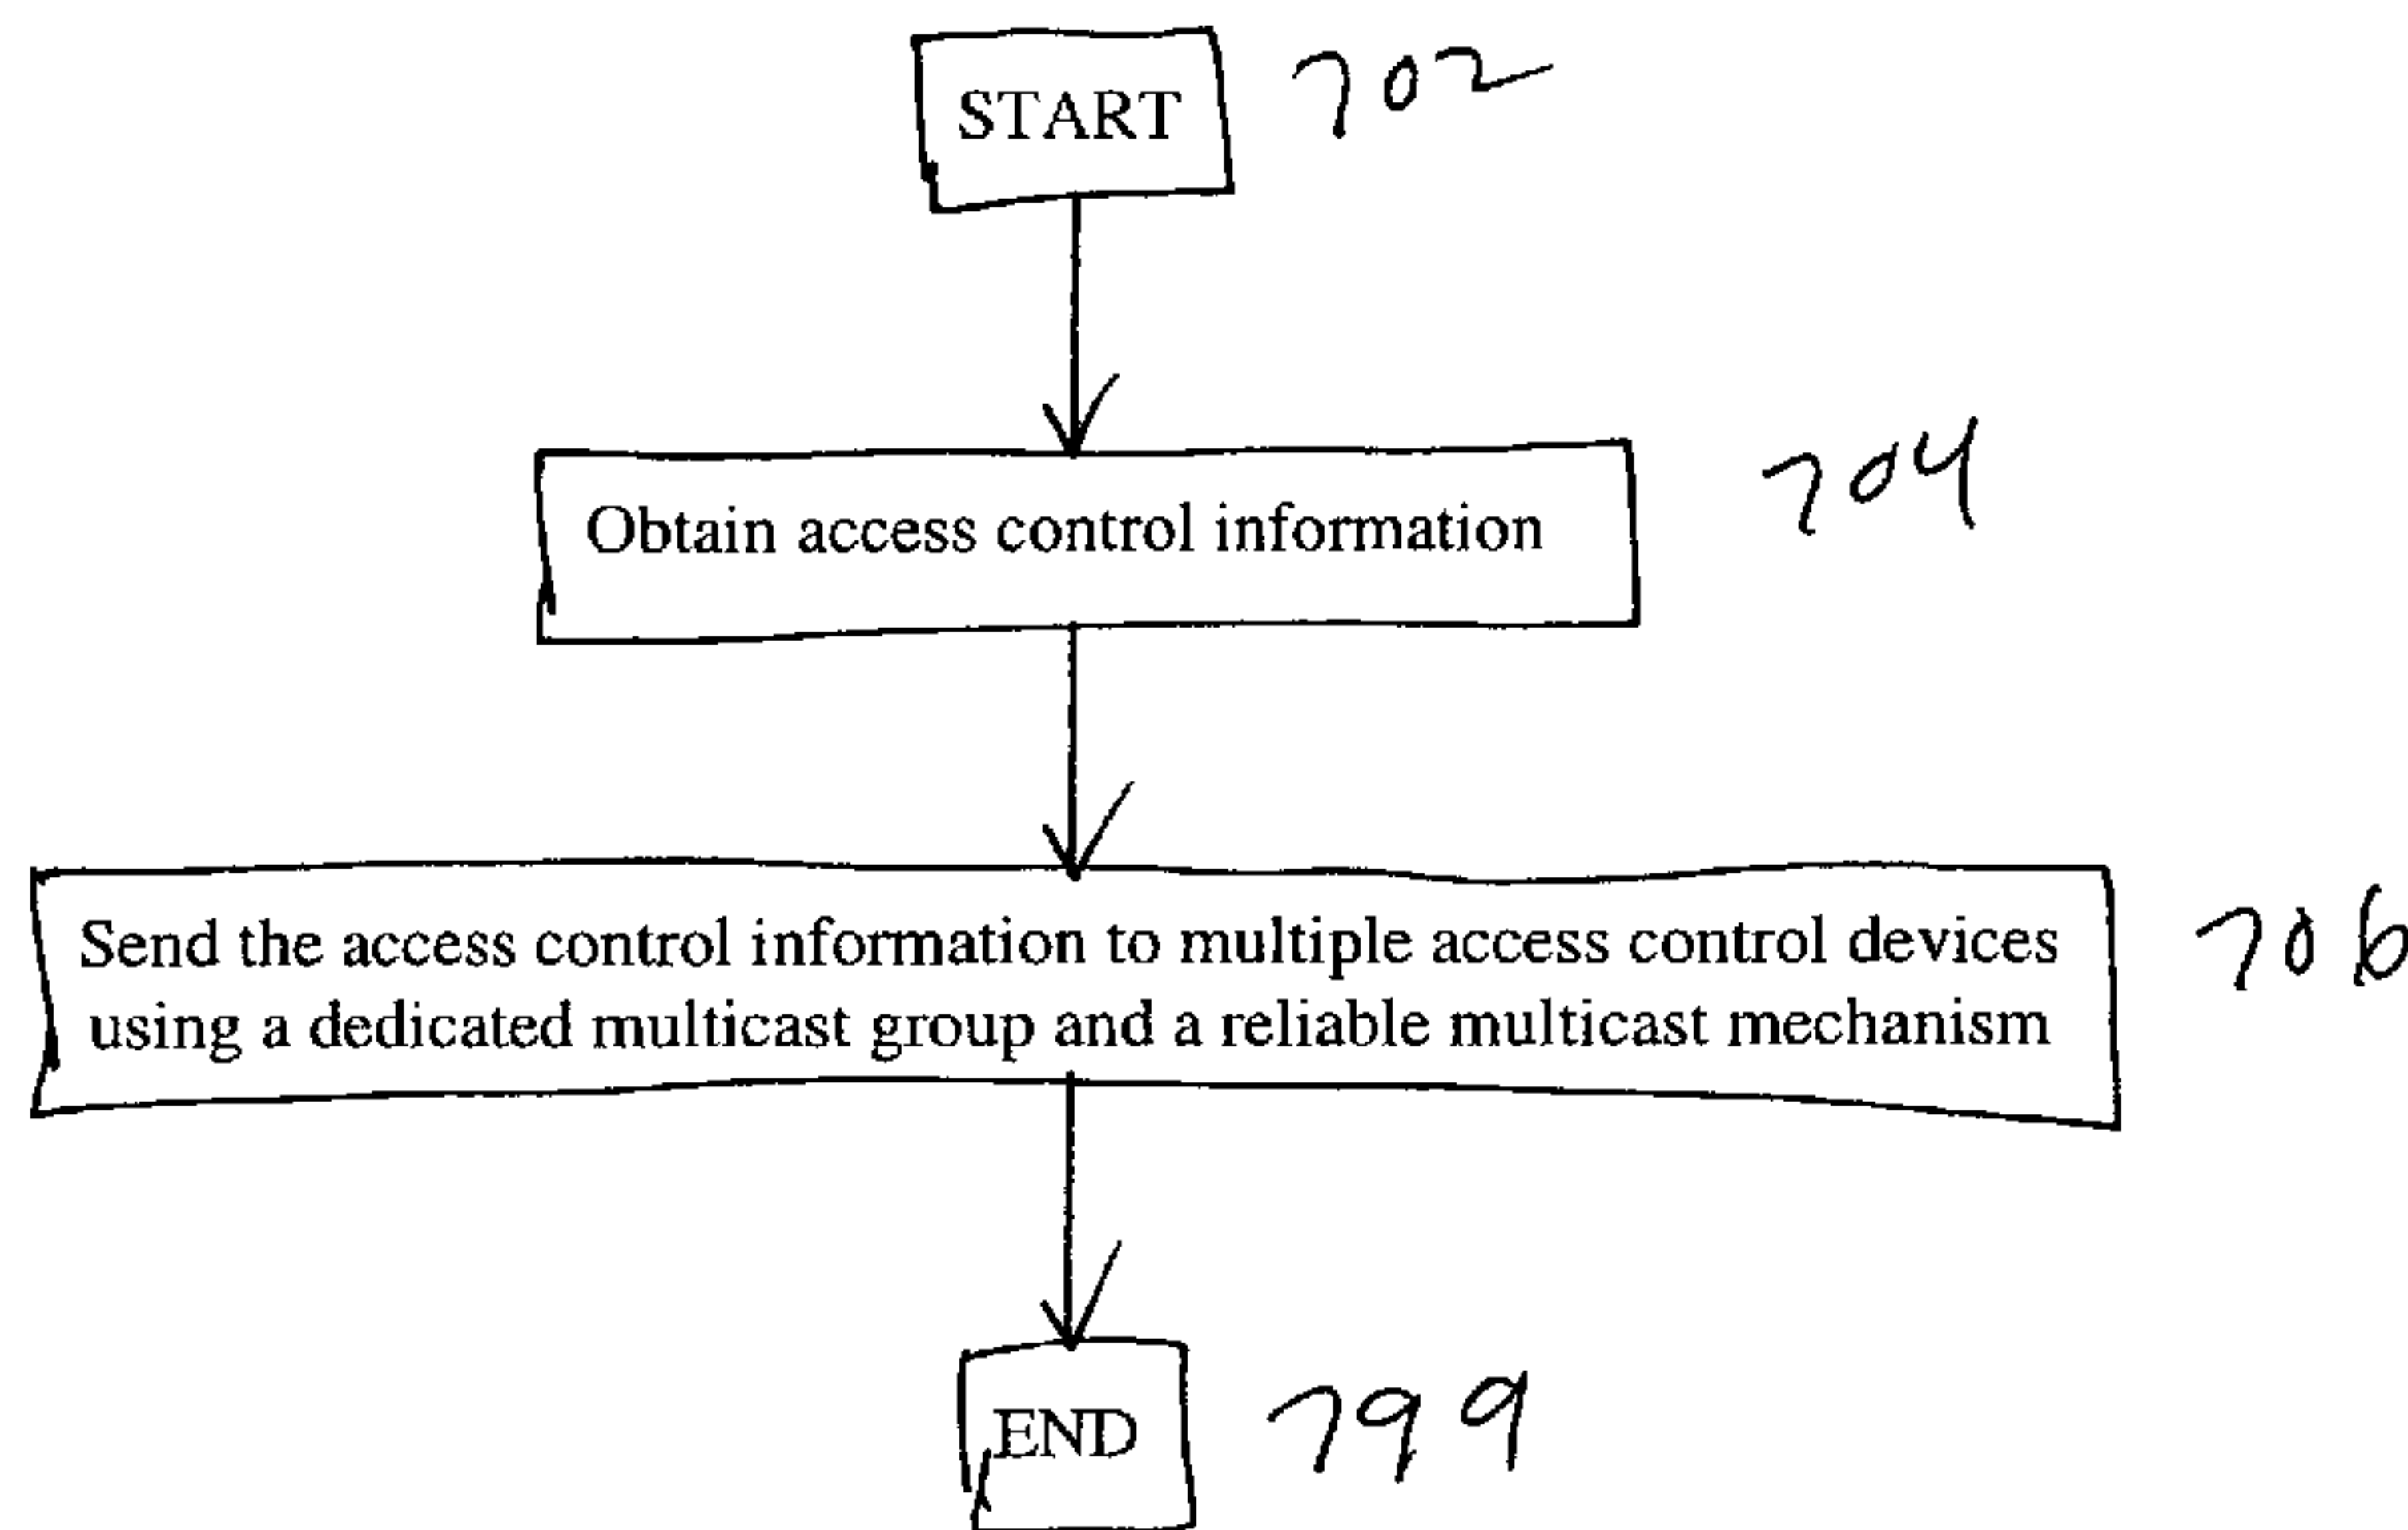 START 702
Obtain access control information 704
Send the access control information to multiple access control devices 706
using a dedicated multicast group and a reliable multicast mechanism
END 799